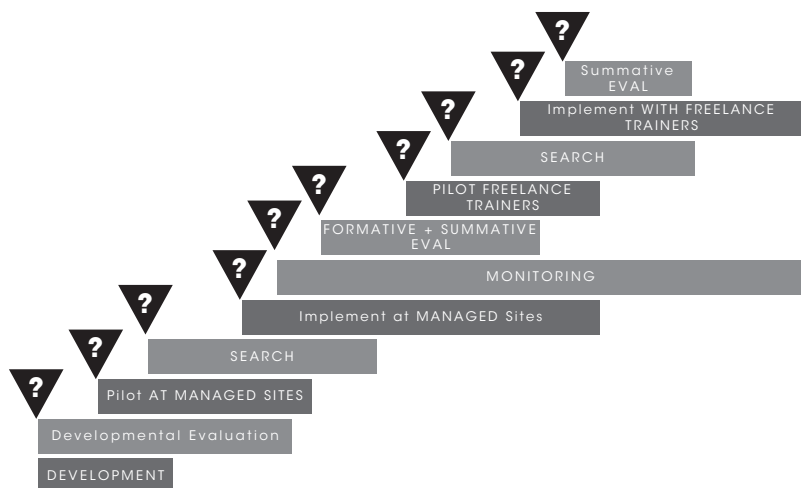 ?
Summative
EVAL
?
Implement WITH FREELANCE
TRAINERS
?
SEARCH
?
PILOT FREELANCE
TRAINERS
?
FORMATIVE + SUMMATIVE
EVAL
?
MONITORING
?
Implement at MANAGED Sites
?
SEARCH
?
Pilot AT MANAGED SITES
?
Developmental Evaluation
DEVELOPMENT